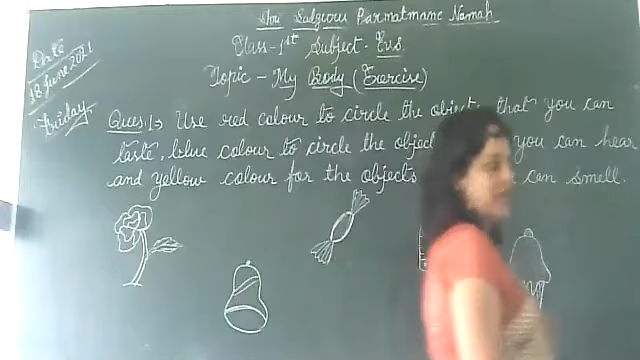 Shri Sadgurave Parmatmane Namah
Date
18 June 2021
Friday
Class - 1st Subject - Evs.
Topic - My Body (Exercise)
Ques.1 → Use red colour to circle the objects that you can
taste, blue colour to circle the objec you can hear
and yellow colour for the objects can smell.